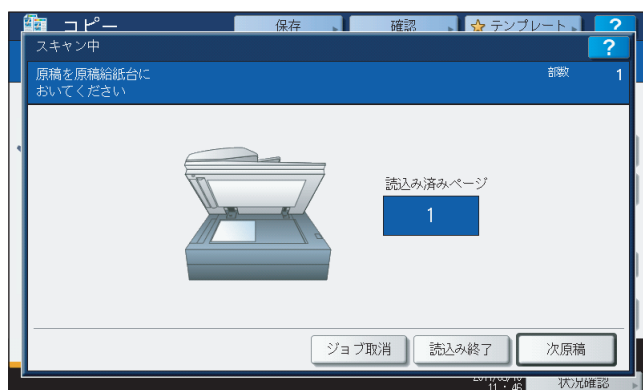 コピー
保存
確認
テンプレート
?
スキャン中
?
原稿を原稿給紙台に
おいてください
部数 1
読込み済みページ
1
ジョブ取消
読込み終了
次原稿
11:46
状況確認